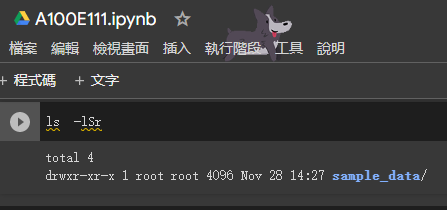 A100E111.ipynb
檔案 編輯 檢視畫面 插入 執行階段 工具 說明
+ 程式碼 + 文字
ls -lSr
total 4
drwxr-xr-x 1 root root 4096 Nov 28 14:27 sample_data/